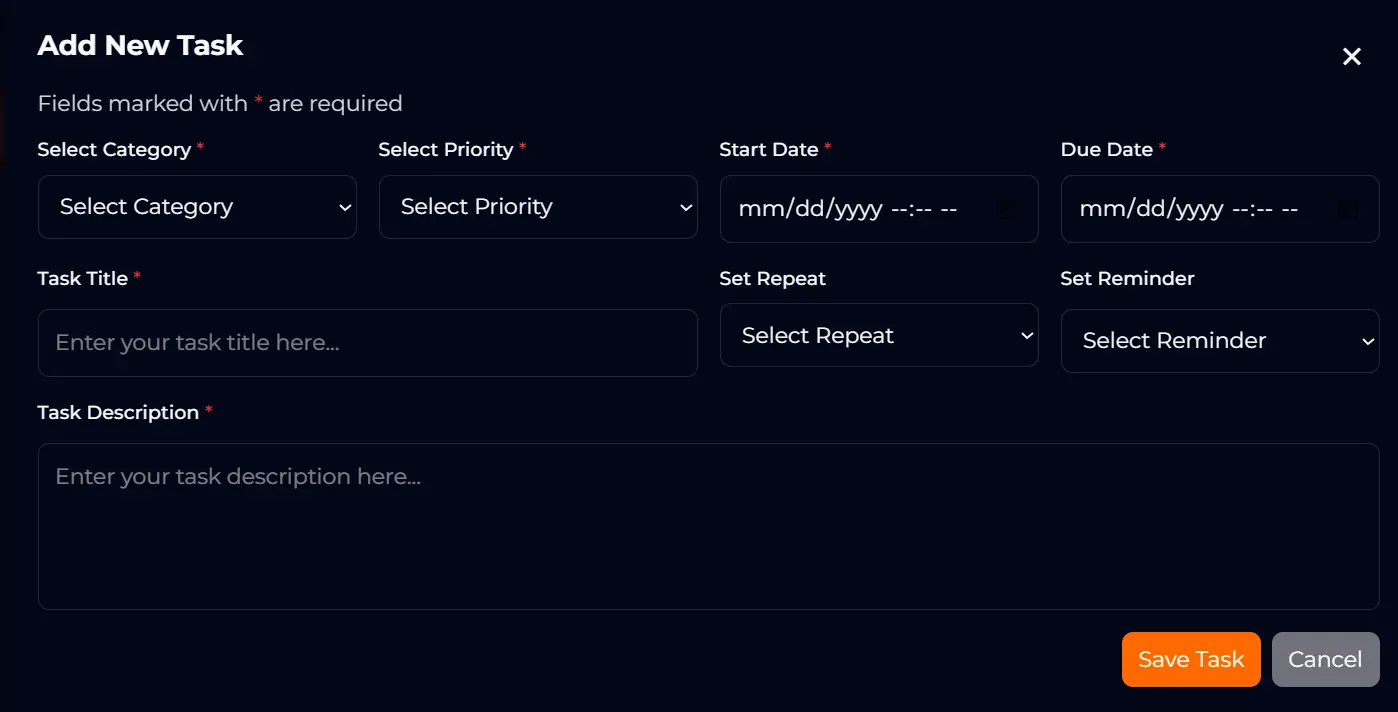 Add New Task
Fields marked with * are required
Select Category *
Select Priority *
Start Date *
Due Date *
Select Category
Select Priority
mm/dd/yyyy --:-- --
mm/dd/yyyy --:-- --
Task Title *
Set Repeat
Set Reminder
Enter your task title here...
Select Repeat
Select Reminder
Task Description *
Enter your task description here...
Save Task
Cancel